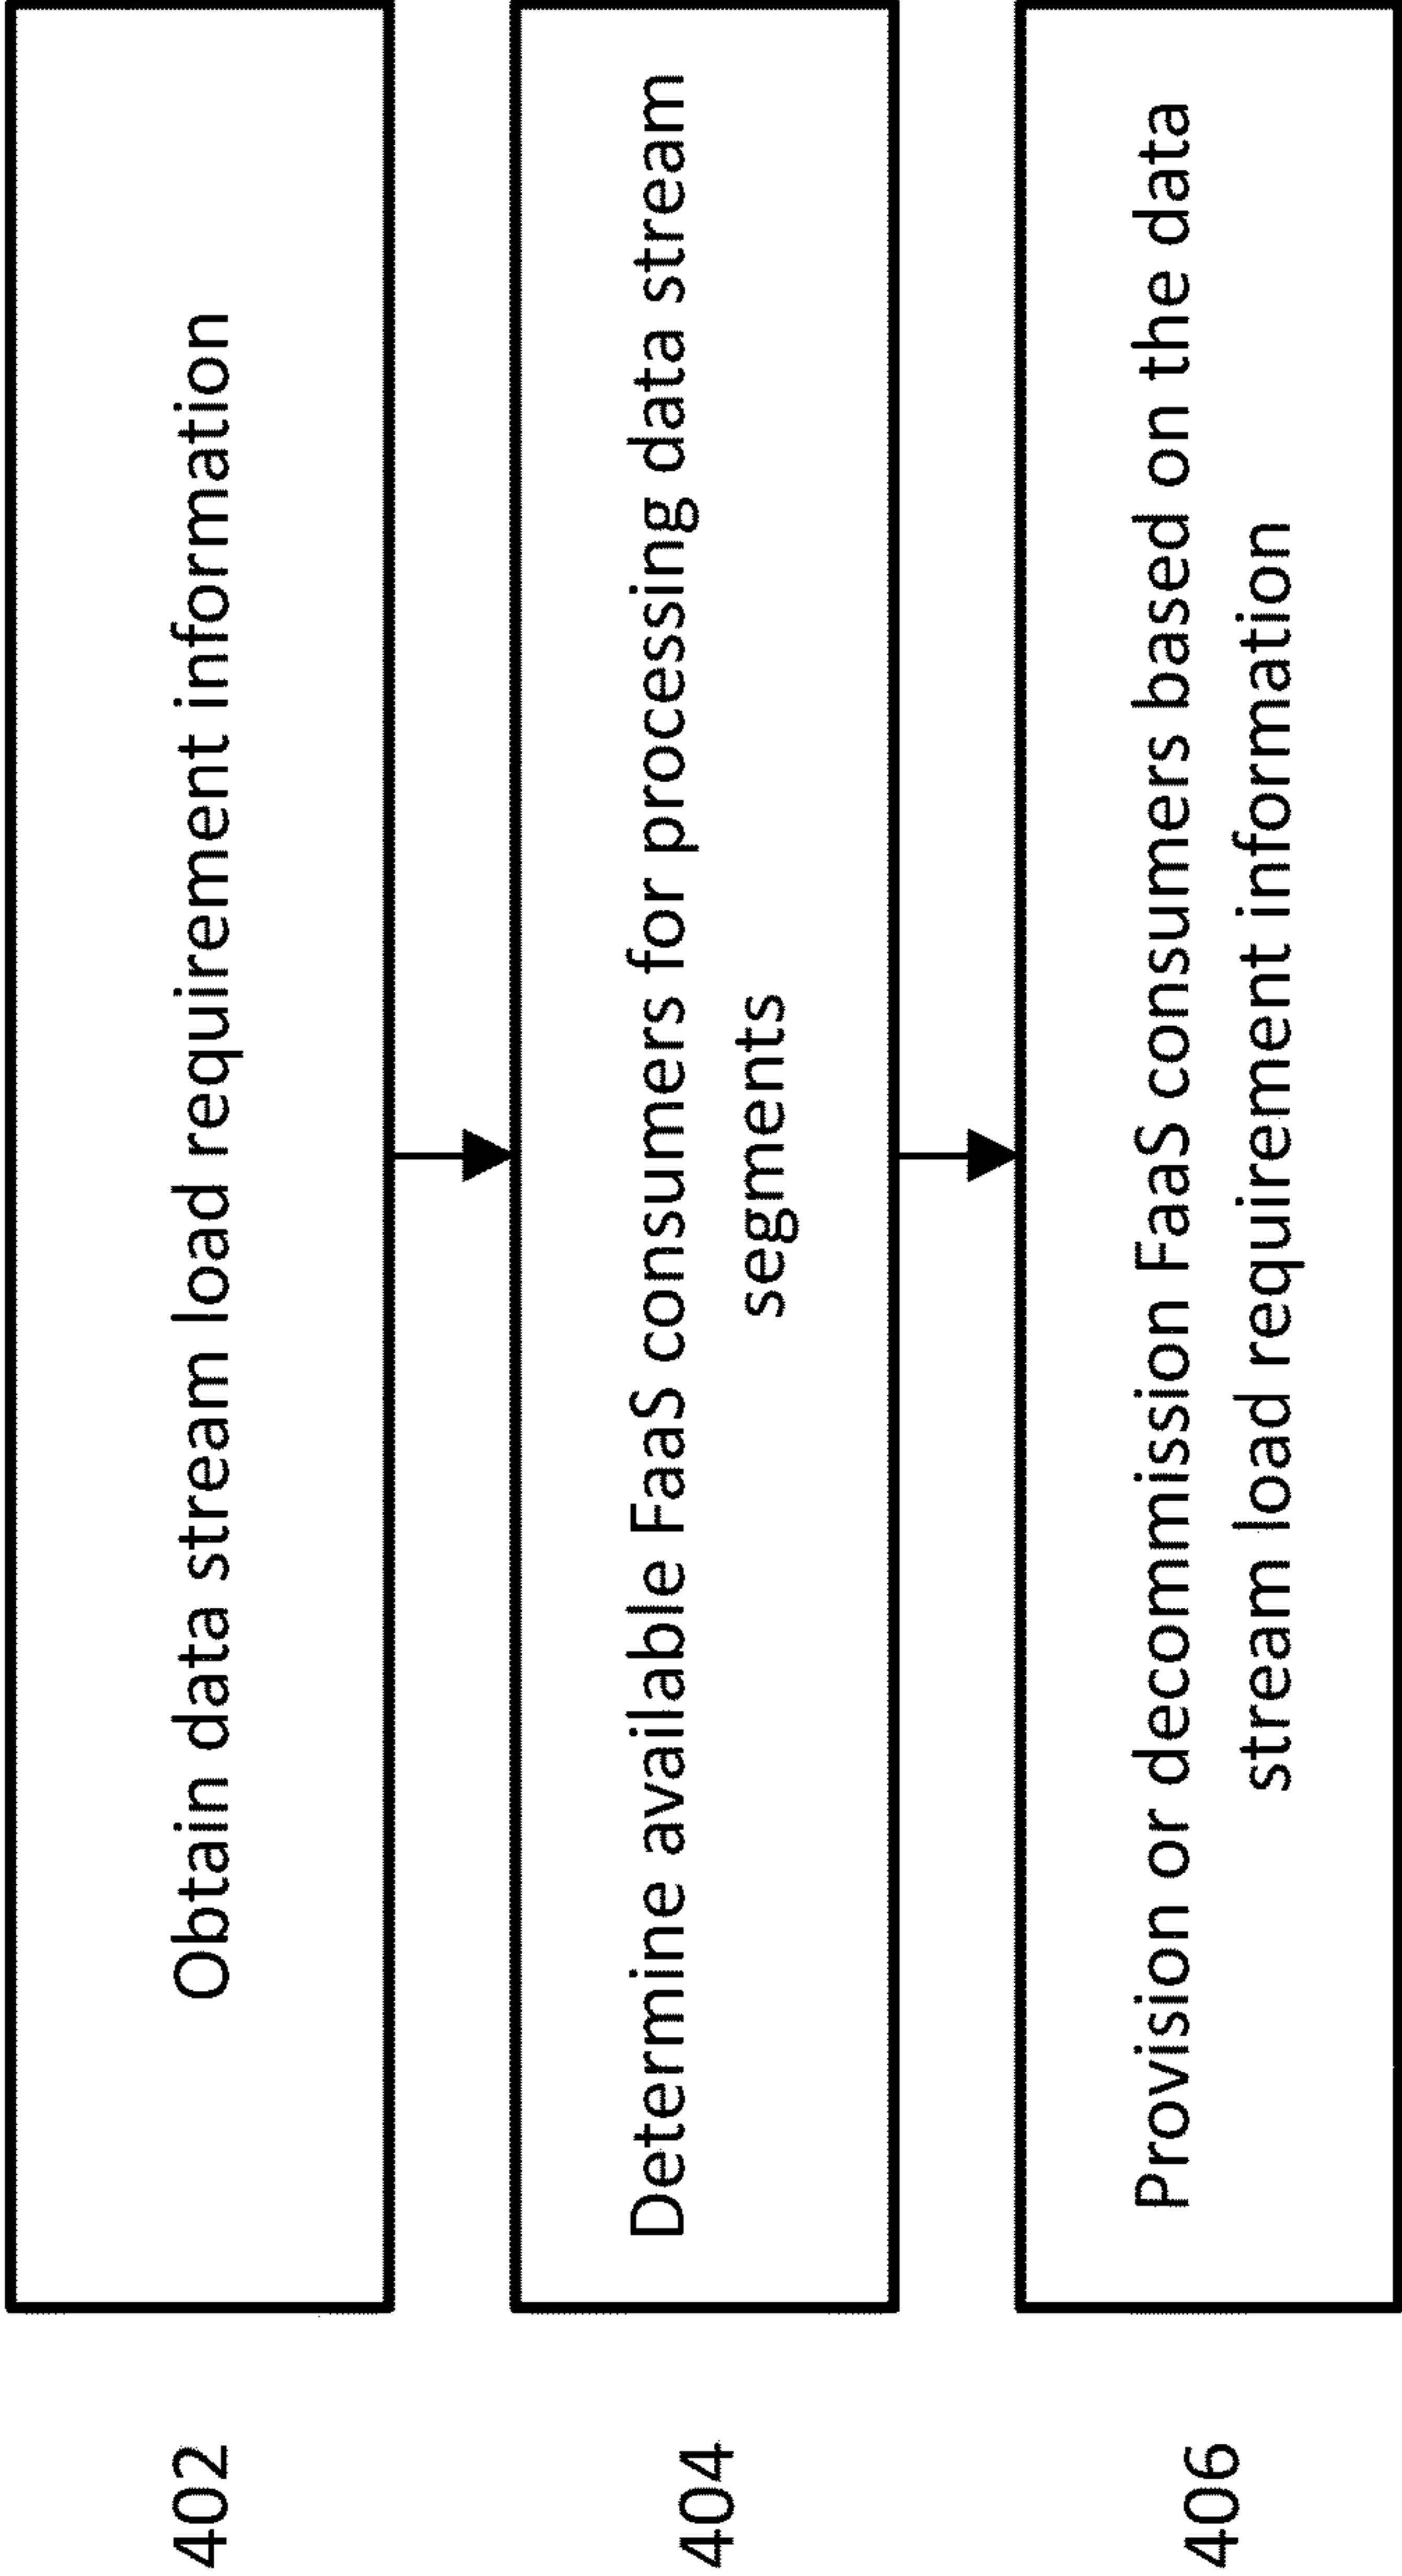 402
Obtain data stream load requirement information
404
Determine available FaaS consumers for processing data stream
segments
406
Provision or decommission FaaS consumers based on the data
stream load requirement information